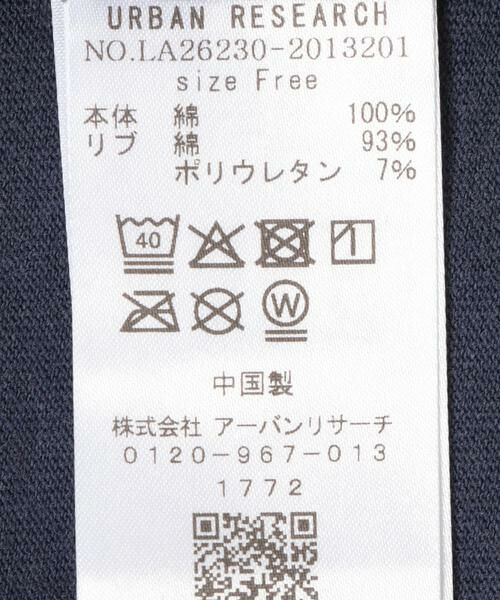 URBAN RESEARCH
NO.LA26230-2013201
size Free
本体 綿 100%
リブ 綿 93%
ポリウレタン 7%
40
W
中国製
株式会社 アーバンリサーチ
0120-967-013
1772